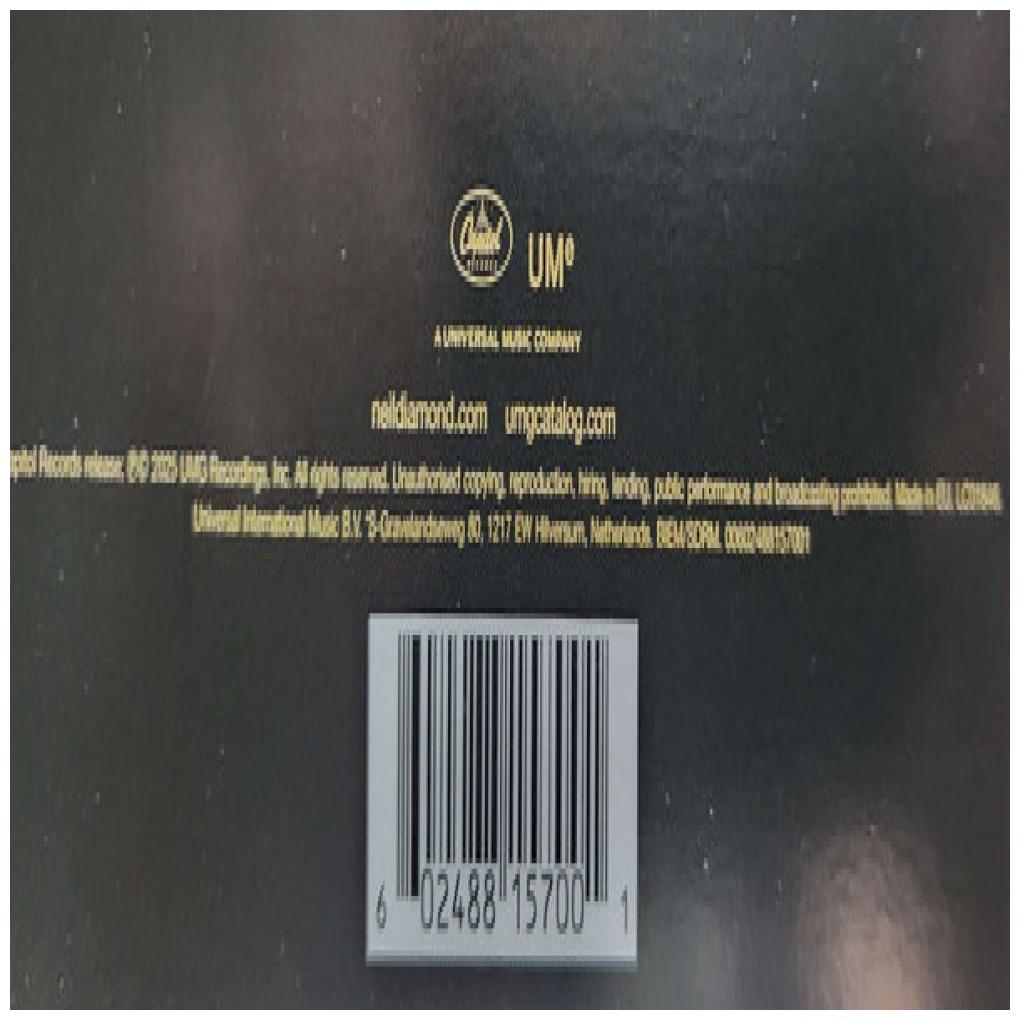 Capitol
RECORDS
UMe
A UNIVERSAL MUSIC COMPANY
neildiamond.com umgcatalog.com
Records release; ℗© 2025 UMG Recordings, Inc. All rights reserved. Unauthorised copying, reproduction, hiring, lending, public performance and broadcasting prohibited. Made in EU.
Universal International Music B.V. 's-Gravelandseweg 80, 1217 EW Hilversum, Netherlands. BIEM/SDRM. 00602488157001
6 02488 15700 1